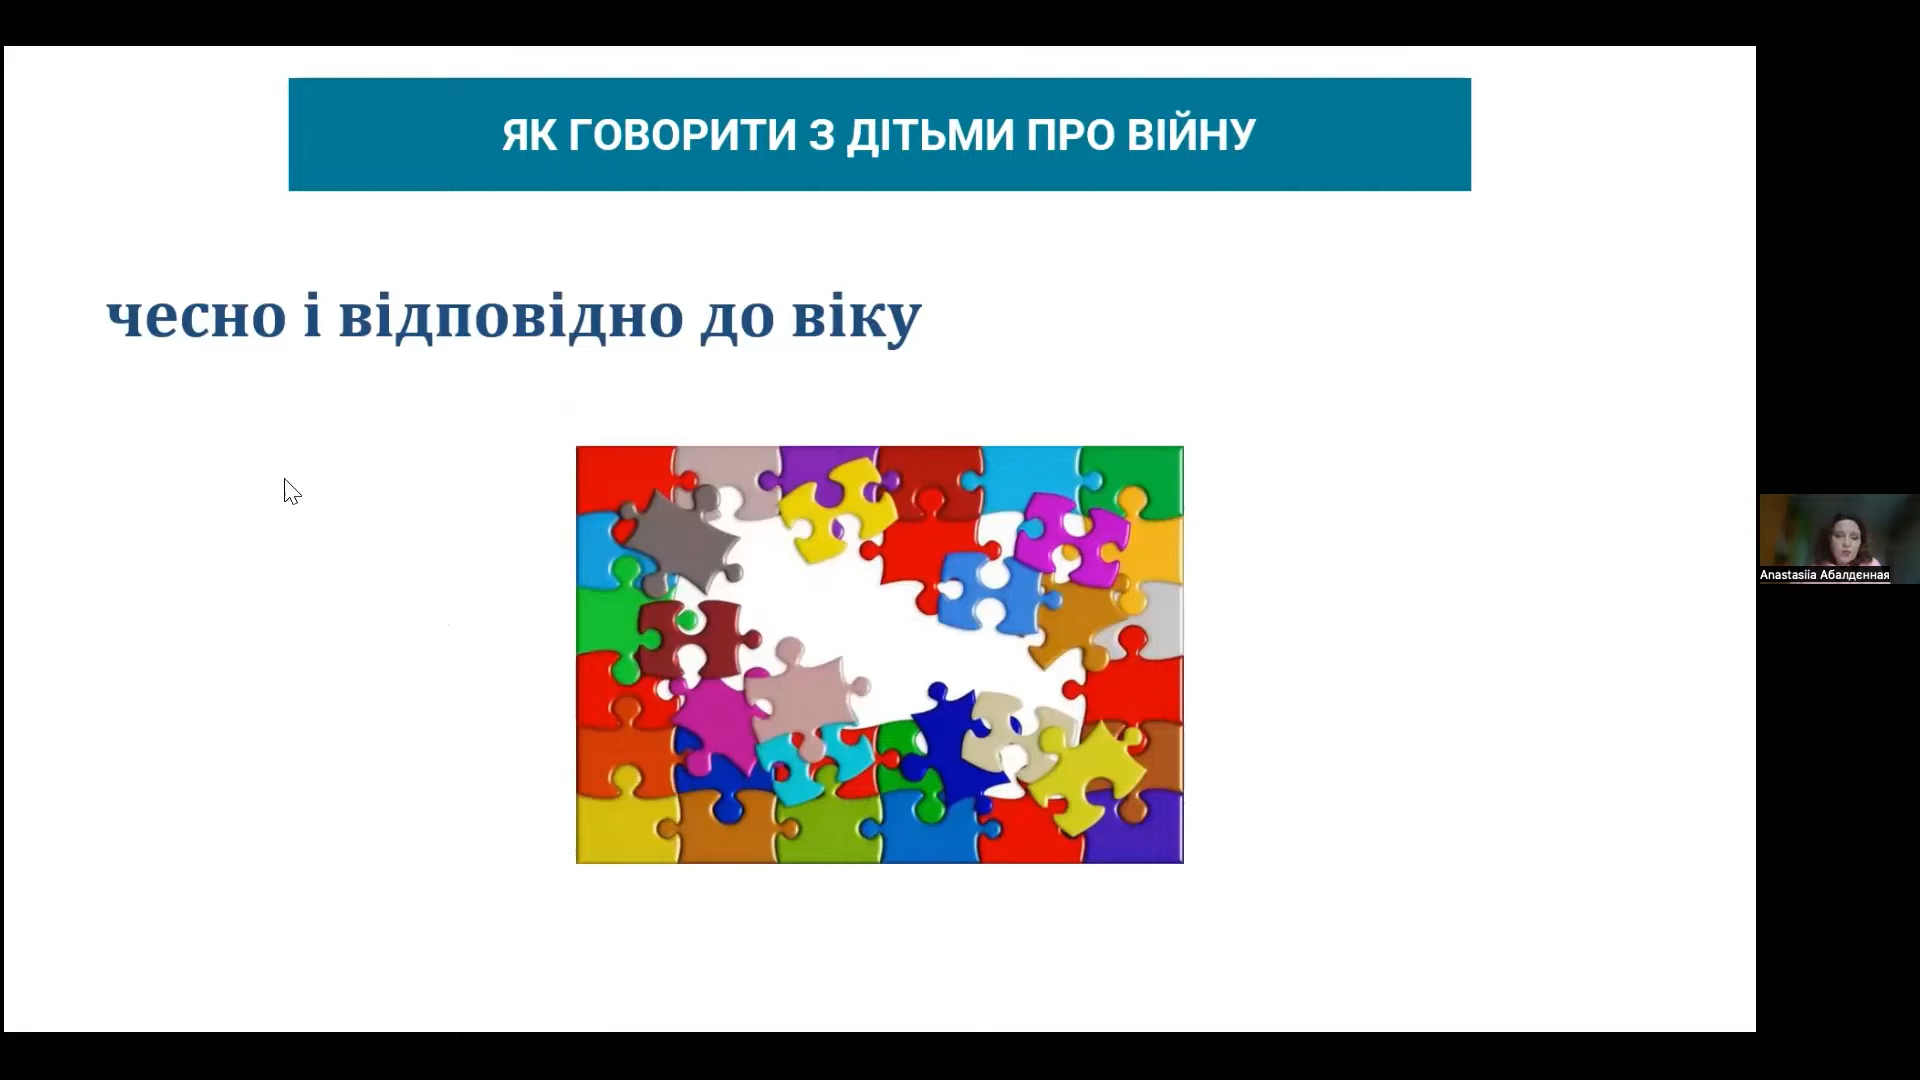 ЯК ГОВОРИТИ З ДІТЬМИ ПРО ВІЙНУ
чесно і відповідно до віку
Anastasiia Абалдєнная